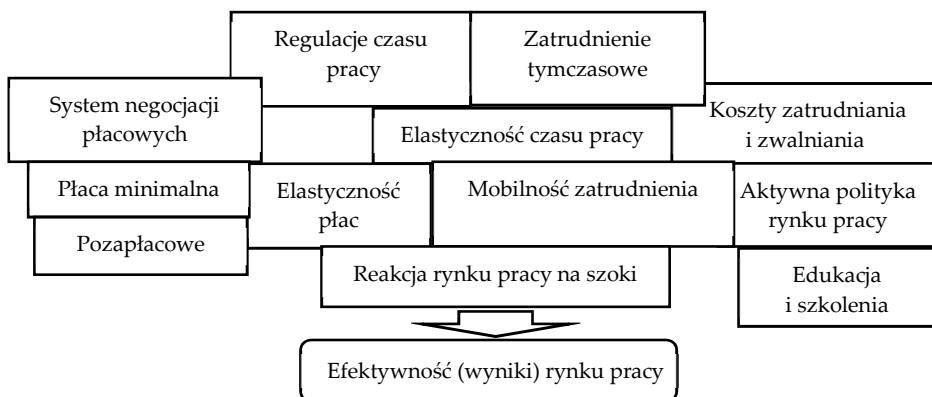 Regulacje czasu
pracy
Zatrudnienie
tymczasowe
System negocjacji
płacowych
Elastyczność czasu pracy
Koszty zatrudniania
i zwalniania
Płaca minimalna
Elastyczność
płac
Mobilność zatrudnienia
Aktywna polityka
rynku pracy
Pozapłacowe
Reakcja rynku pracy na szoki
Edukacja
i szkolenia
Efektywność (wyniki) rynku pracy